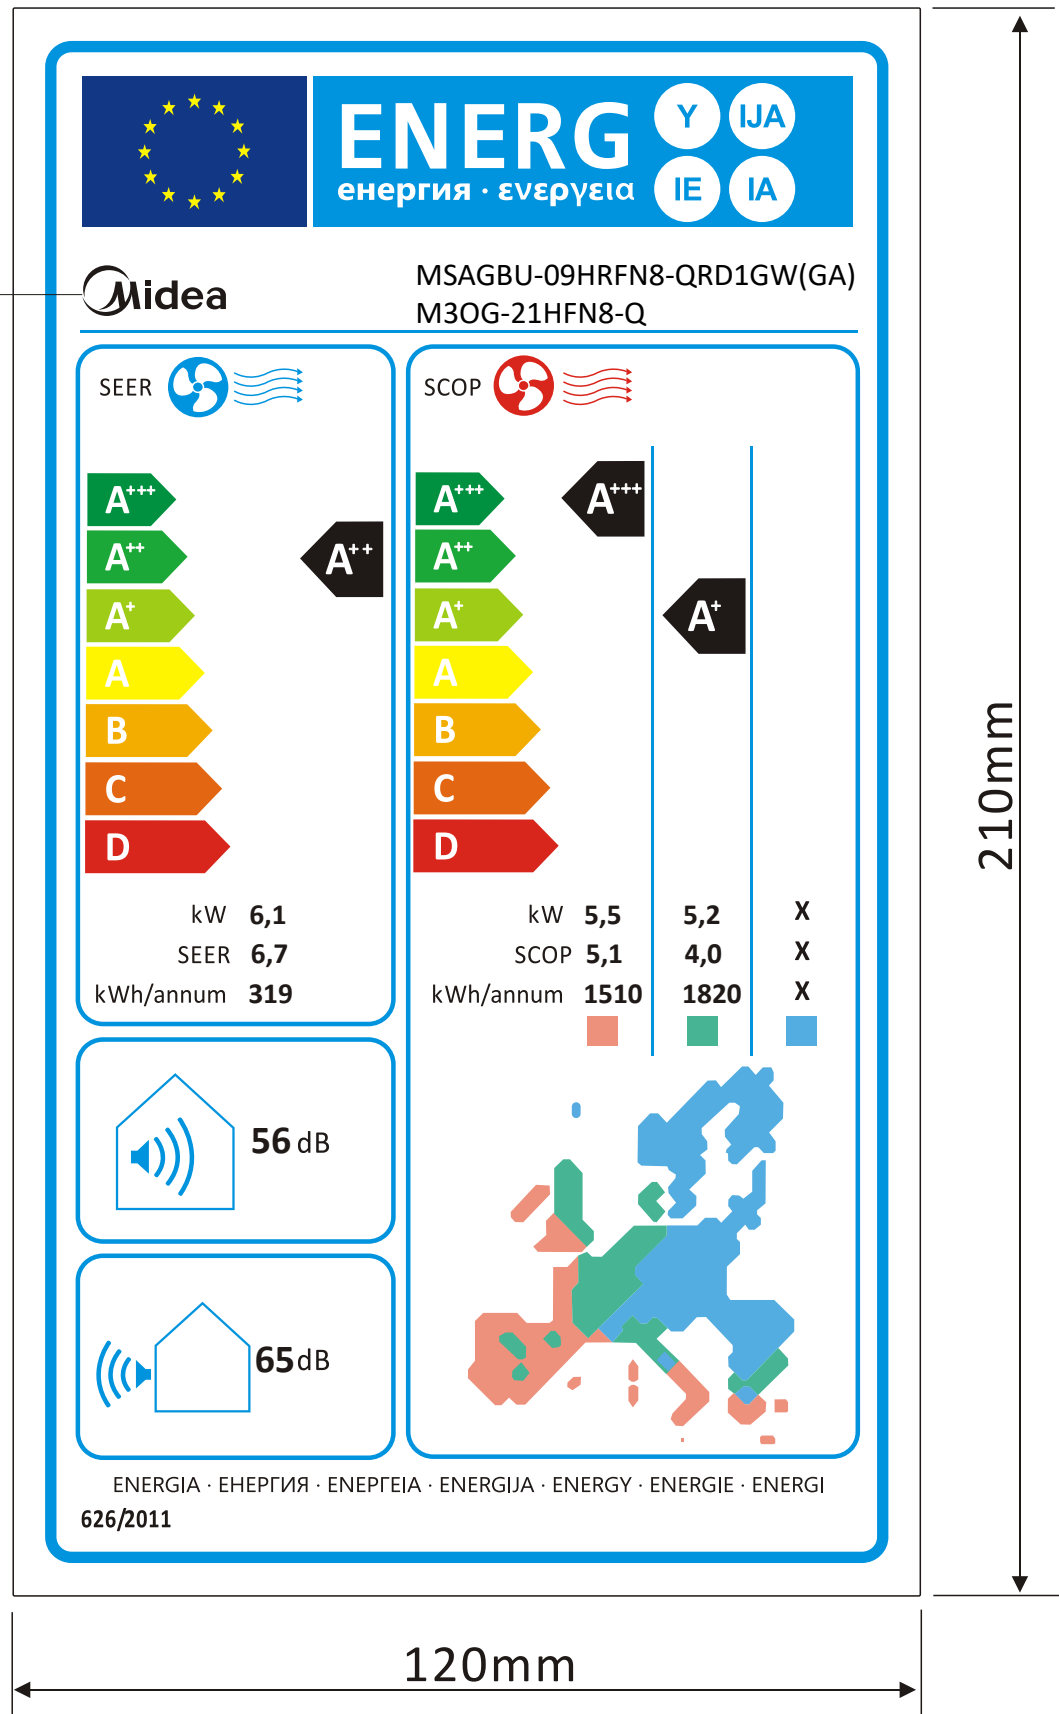 ENERG
енергия · ενεργεια
Y
IJA
IE
IA
Midea
MSAGBU-09HRFN8-QRD1GW(GA)
M3OG-21HFN8-Q
SEER
A+++
A++
A+
A
B
C
D
A++
kW 6,1
SEER 6,7
kWh/annum 319
SCOP
A+++
A++
A+
A
B
C
D
A+++
A+
kW 5,5 5,2 X
SCOP 5,1 4,0 X
kWh/annum 1510 1820 X
56 dB
65 dB
ENERGIA · ЕНЕРГИЯ · ΕΝΕΡΓΕΙΑ · ENERGIJA · ENERGY · ENERGIE · ENERGI
626/2011
210mm
120mm